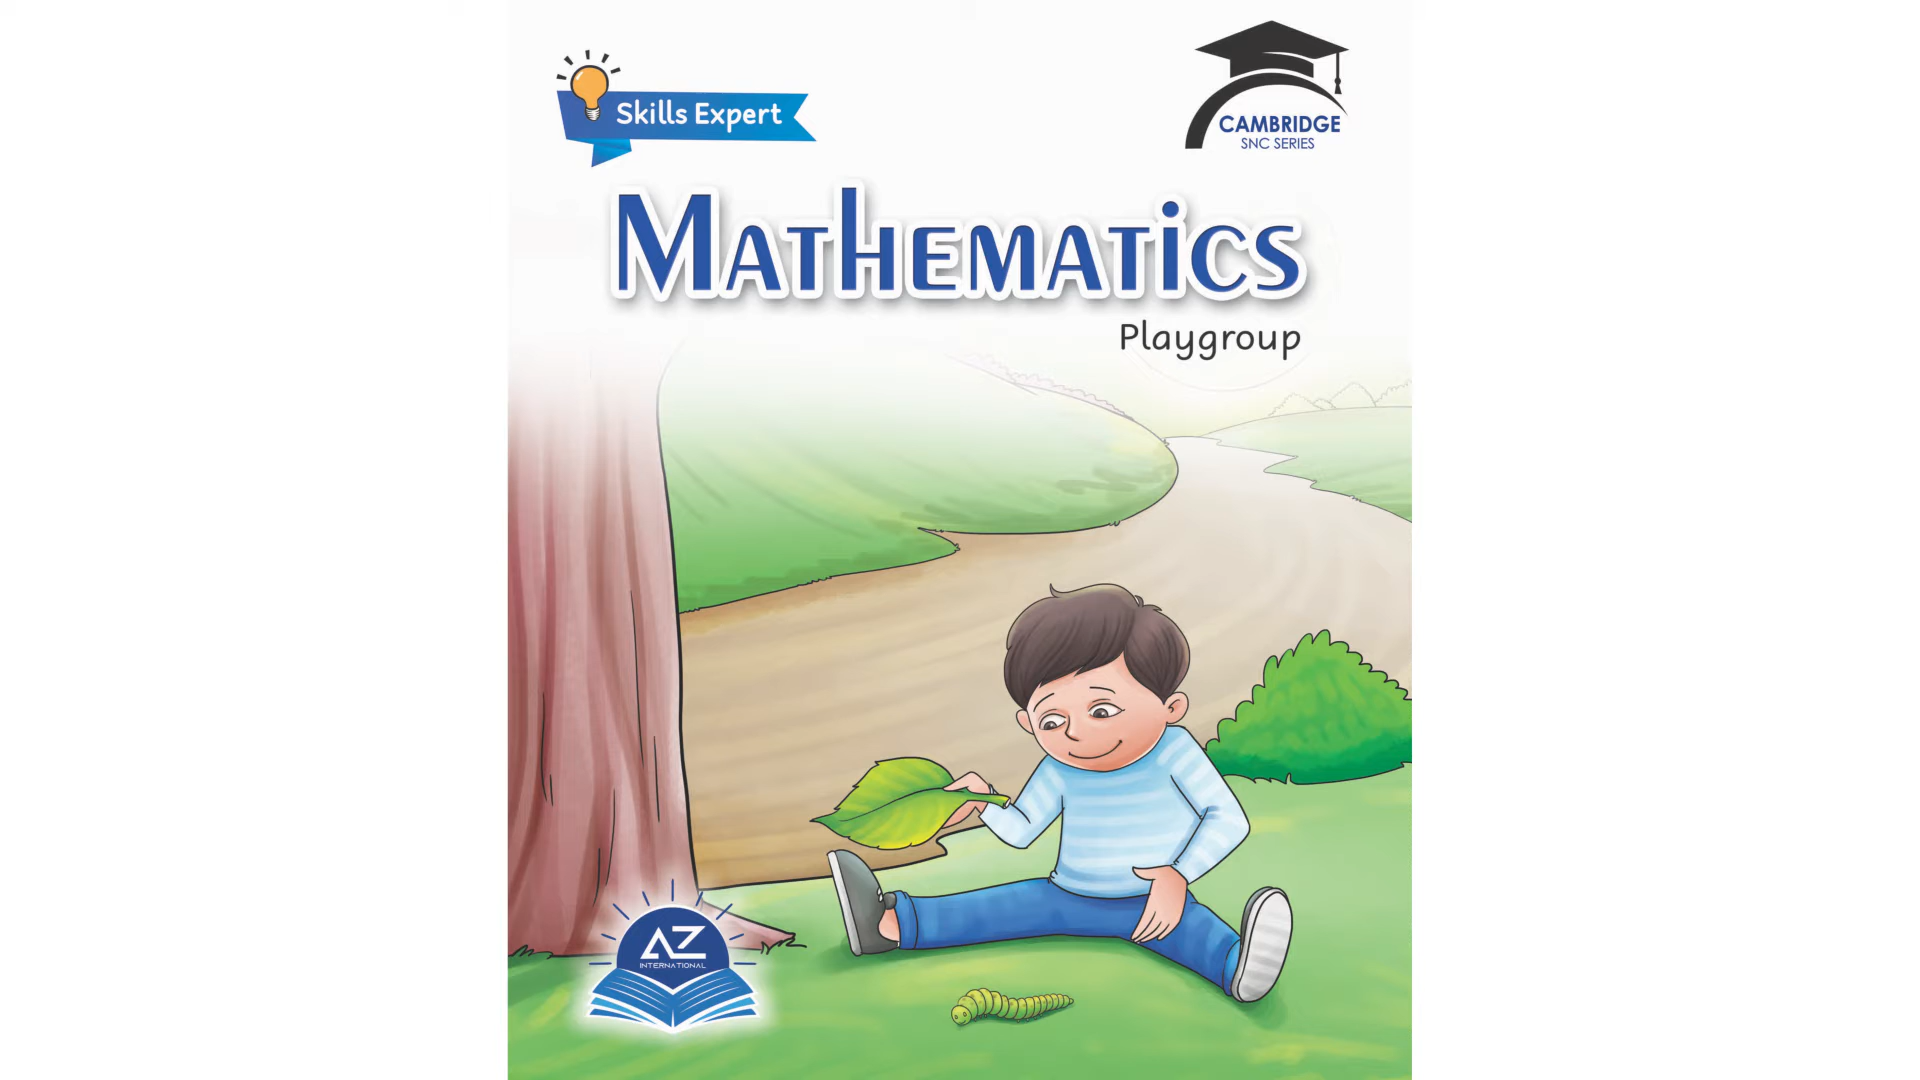 Skills Expert
CAMBRIDGE
SNC SERIES
MATHEMATICS
Playgroup
AZ
INTERNATIONAL